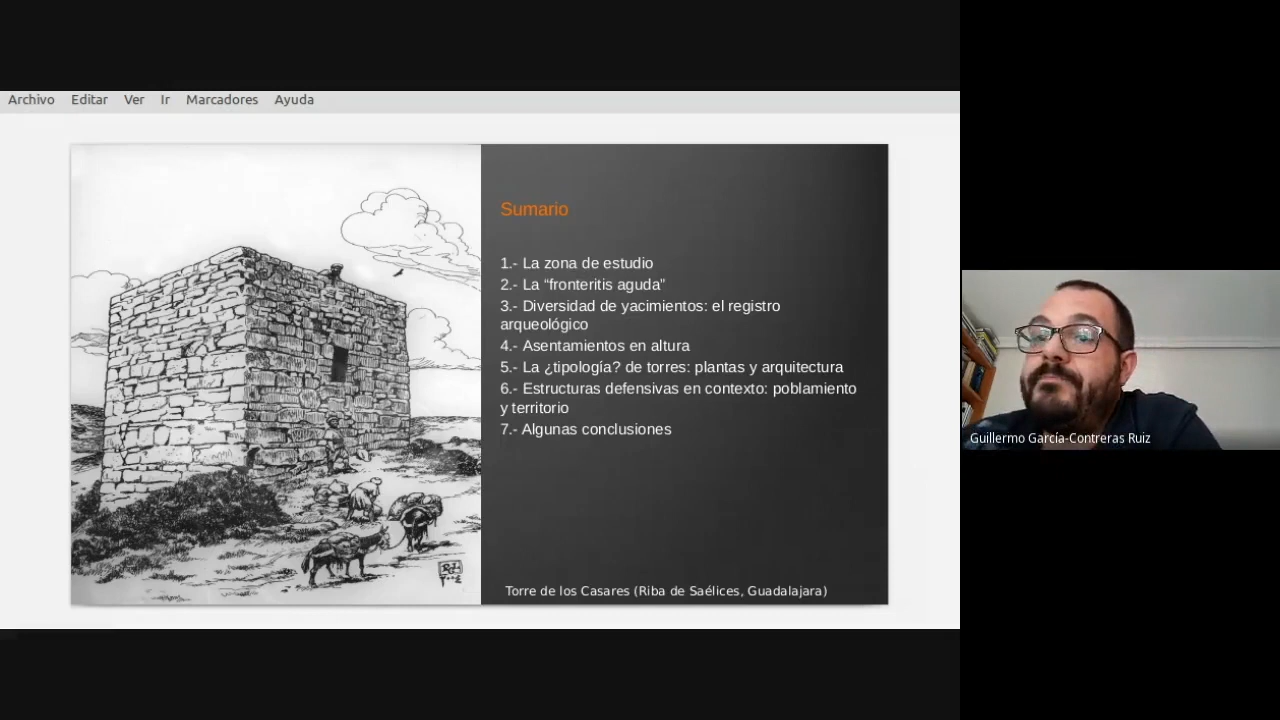 Archivo Editar Ver Ir Marcadores Ayuda
Sumario
1.- La zona de estudio
2.- La “fronteritis aguda”
3.- Diversidad de yacimientos: el registro
arqueológico
4.- Asentamientos en altura
5.- La ¿tipología? de torres: plantas y arquitectura
6.- Estructuras defensivas en contexto: poblamiento
y territorio
7.- Algunas conclusiones
Torre de los Casares (Riba de Saélices, Guadalajara)
Guillermo García-Contreras Ruiz